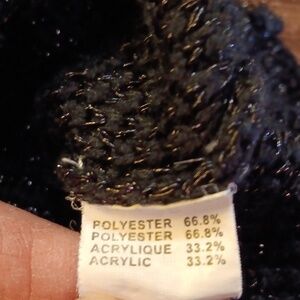 POLYESTER 66.8%
POLYESTER 66.8%
ACRYLIQUE 33.2%
ACRYLIC 33.2%